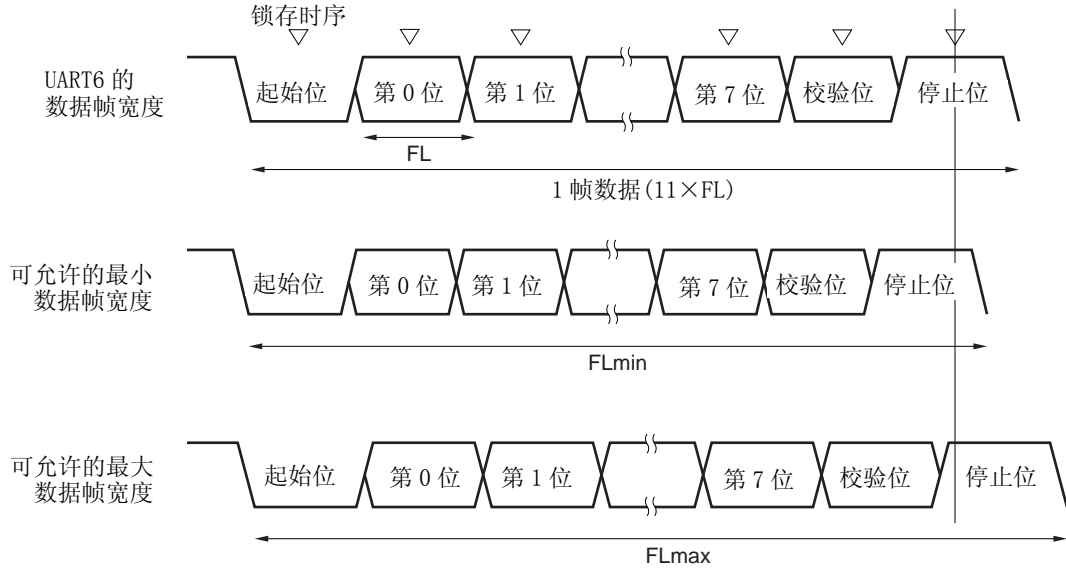 锁存时序
UART6 的
数据帧宽度
起始位 第 0 位 第 1 位 第 7 位 校验位 停止位
FL
1 帧数据(11×FL)
可允许的最小
数据帧宽度
起始位 第 0 位 第 1 位 第 7 位 校验位 停止位
FLmin
可允许的最大
数据帧宽度
起始位 第 0 位 第 1 位 第 7 位 校验位 停止位
FLmax